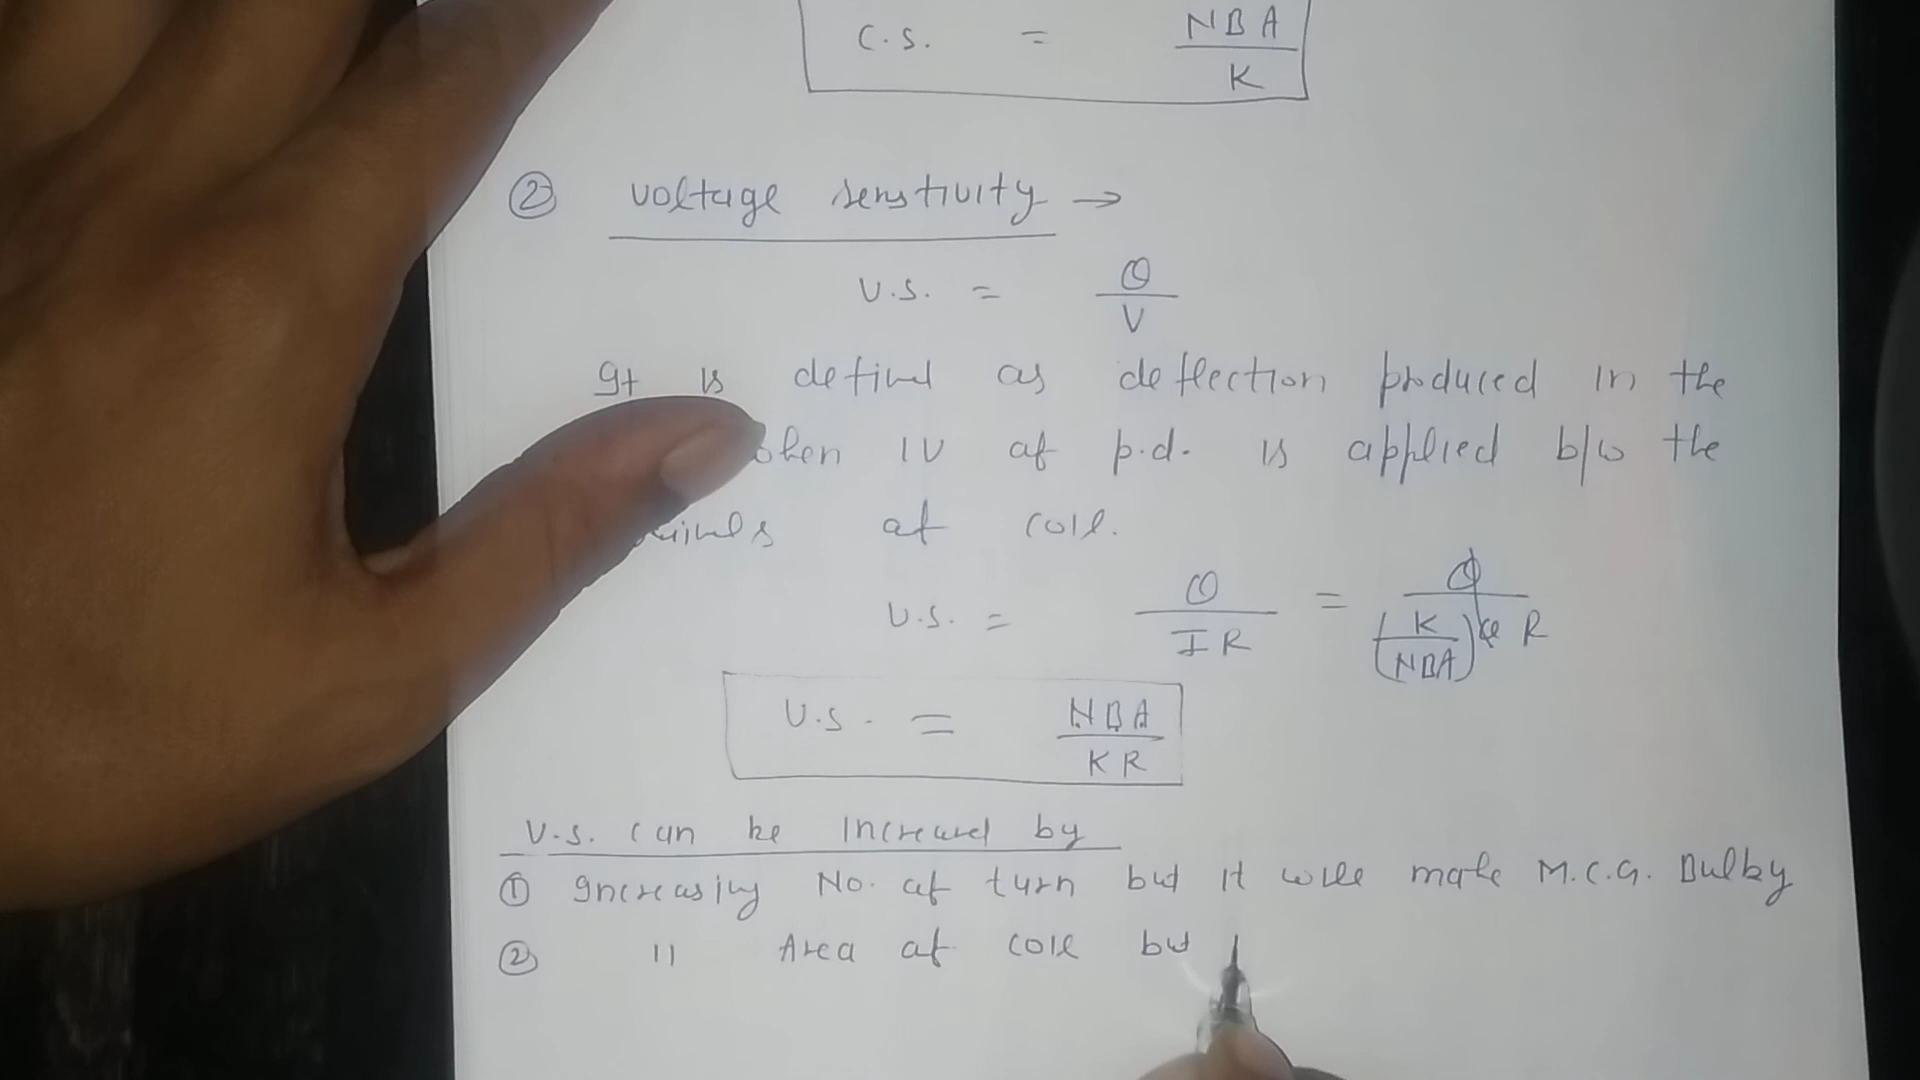 C.S. = NBA / K
② voltage senstivity →
V.S. = θ / V
It is defined as deflection produced in the
when 1V of p.d. is applied b/w the
of coil.
V.S. = θ / IR = θ / (K/NBA) θ R
V.S. = NBA / KR
V.S. can be increased by
① Increasing No. of turn but it will make M.C.G. Bulky
② 11 Area of coil but